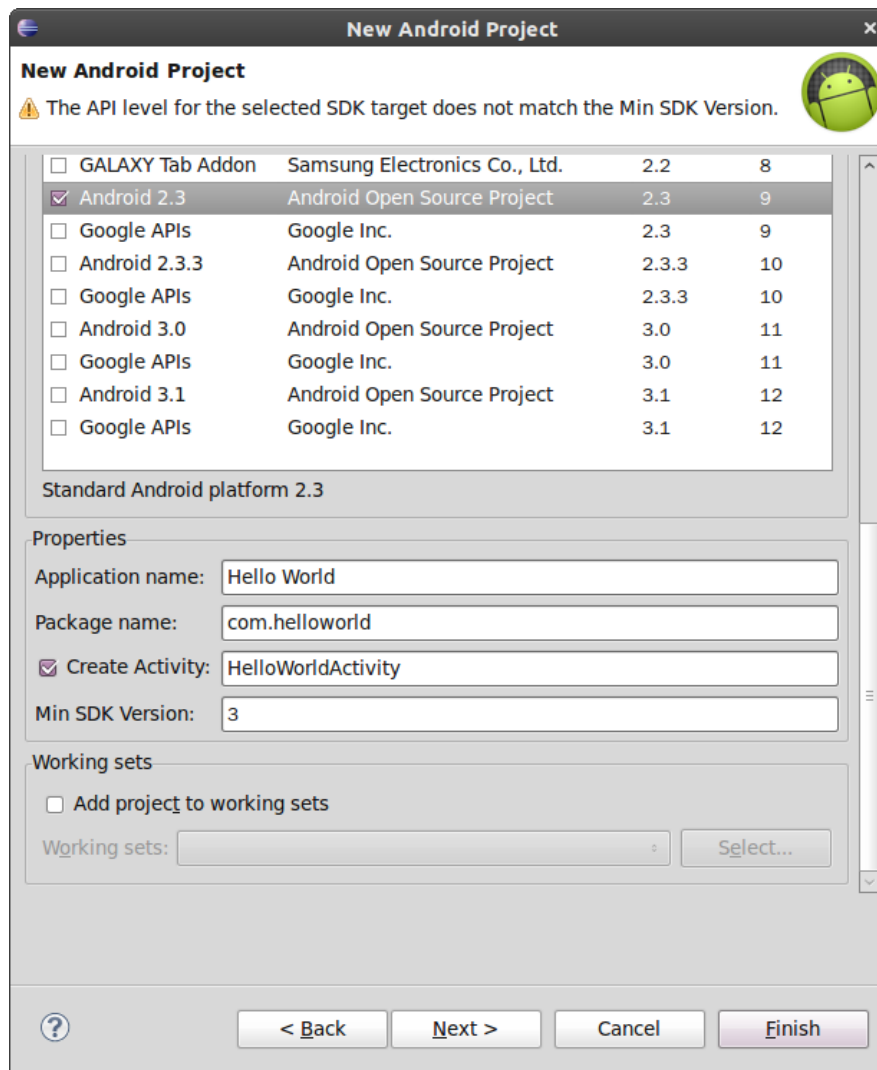 New Android Project
New Android Project
The API level for the selected SDK target does not match the Min SDK Version.
GALAXY Tab Addon Samsung Electronics Co., Ltd. 2.2 8
Android 2.3 Android Open Source Project 2.3 9
Google APIs Google Inc. 2.3 9
Android 2.3.3 Android Open Source Project 2.3.3 10
Google APIs Google Inc. 2.3.3 10
Android 3.0 Android Open Source Project 3.0 11
Google APIs Google Inc. 3.0 11
Android 3.1 Android Open Source Project 3.1 12
Google APIs Google Inc. 3.1 12
Standard Android platform 2.3
Properties
Application name: Hello World
Package name: com.helloworld
Create Activity: HelloWorldActivity
Min SDK Version: 3
Working sets
Add project to working sets
Working sets: Select...
? < Back Next > Cancel Finish